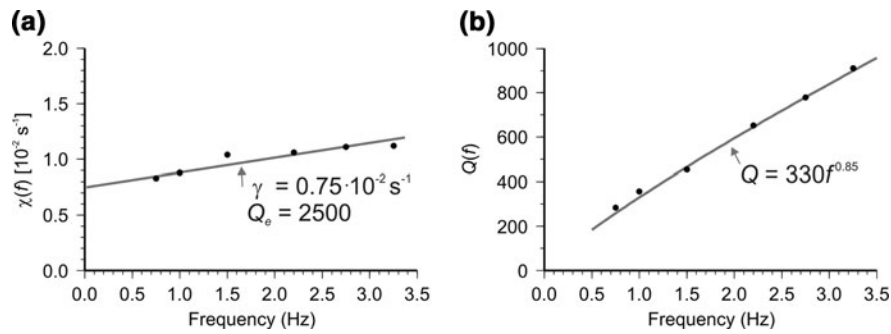 (a)
2.0
1.5
1.0
0.5
0.0
χ(f) [10⁻² s⁻¹]
γ = 0.75·10⁻² s⁻¹
Qₑ = 2500
0.0 0.5 1.0 1.5 2.0 2.5 3.0 3.5
Frequency (Hz)
(b)
1000
800
600
400
200
0
Q(f)
Q = 330f⁰·⁸⁵
0.0 0.5 1.0 1.5 2.0 2.5 3.0 3.5
Frequency (Hz)